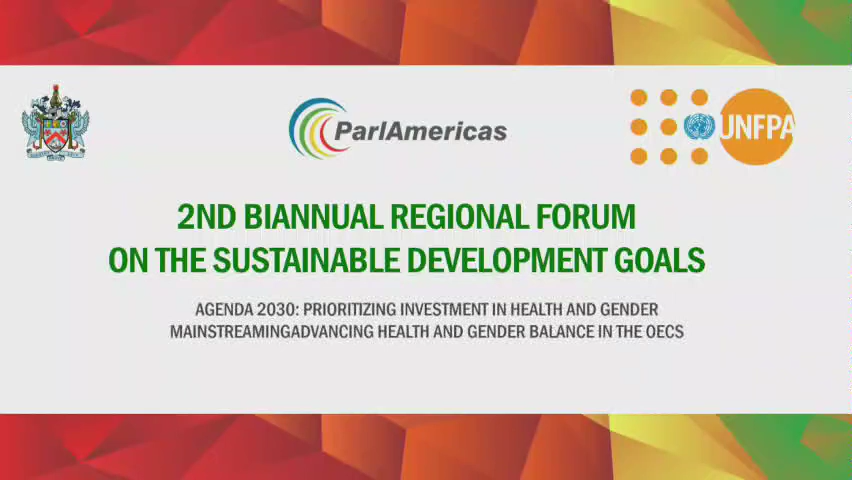 ParlAmericas
UNFPA
2ND BIANNUAL REGIONAL FORUM
ON THE SUSTAINABLE DEVELOPMENT GOALS
AGENDA 2030: PRIORITIZING INVESTMENT IN HEALTH AND GENDER
MAINSTREAMINGADVANCING HEALTH AND GENDER BALANCE IN THE OECS